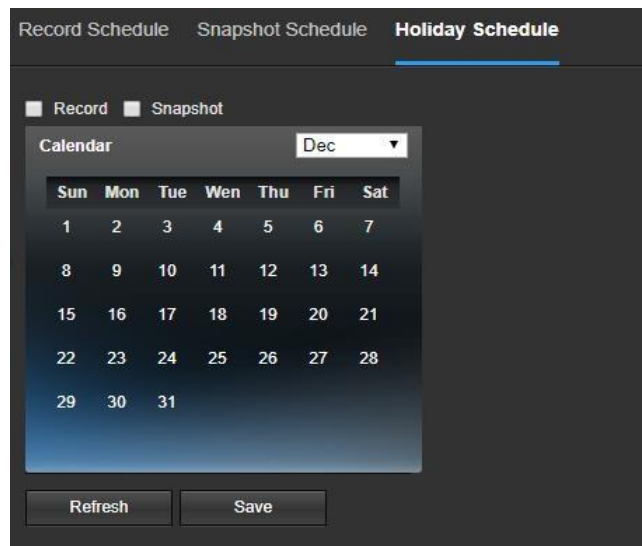 Record Schedule Snapshot Schedule Holiday Schedule
Record Snapshot
Calendar Dec
Sun Mon Tue Wen Thu Fri Sat
1 2 3 4 5 6 7
8 9 10 11 12 13 14
15 16 17 18 19 20 21
22 23 24 25 26 27 28
29 30 31
Refresh Save